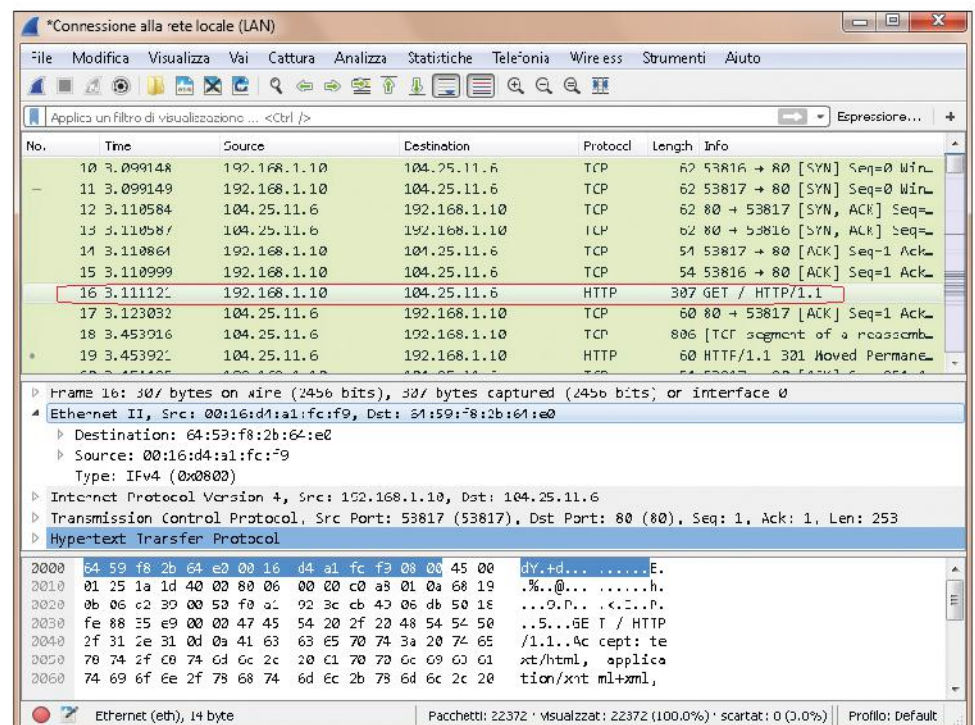 *Connessione alla rete locale (LAN)
File Modifica Visualizza Vai Cattura Analizza Statistiche Telefonia Wireless Strumenti Aiuto
Applica un filtro di visualizzazione ... <Ctrl-/> Espressione... +
No. Time Source Destination Protocol Length Info
10 3.099148 192.168.1.10 104.25.11.6 TCP 62 53816 → 80 [SYN] Seq=0 Win…
11 3.099149 192.168.1.10 104.25.11.6 TCP 62 53817 → 80 [SYN] Seq=0 Win…
12 3.110584 104.25.11.6 192.168.1.10 TCP 62 80 → 53817 [SYN, ACK] Seq=…
13 3.110587 104.25.11.6 192.168.1.10 TCP 62 80 → 53816 [SYN, ACK] Seq=…
14 3.110864 192.168.1.10 104.25.11.6 TCP 54 53817 → 80 [ACK] Seq=1 Ack…
15 3.110999 192.168.1.10 104.25.11.6 TCP 54 53816 → 80 [ACK] Seq=1 Ack…
16 3.111121 192.168.1.10 104.25.11.6 HTTP 307 GET / HTTP/1.1
17 3.123032 104.25.11.6 192.168.1.10 TCP 60 80 → 53817 [ACK] Seq=1 Ack…
18 3.453916 104.25.11.6 192.168.1.10 TCP 806 [TCP segment of a reassemb…
19 3.453921 104.25.11.6 192.168.1.10 HTTP 60 HTTP/1.1 301 Moved Permane…
Frame 16: 307 bytes on wire (2456 bits), 307 bytes captured (2456 bits) on interface 0
Ethernet II, Src: 00:16:d4:a1:fc:f9, Dst: 64:59:f8:2b:64:e0
Destination: 64:59:f8:2b:64:e0
Source: 00:16:d4:a1:fc:f9
Type: IPv4 (0x0800)
Internet Protocol Version 4, Src: 192.168.1.10, Dst: 104.25.11.6
Transmission Control Protocol, Src Port: 53817 (53817), Dst Port: 80 (80), Seq: 1, Ack: 1, Len: 253
Hypertext Transfer Protocol
0000 64 59 f8 2b 64 e0 00 16 d4 a1 fc f9 08 00 45 00 dY.+d... ......E.
0010 01 25 1a 1d 40 00 80 06 00 00 c0 a8 01 0a 68 19 .%..@... ......h.
0020 0b 06 d2 39 00 50 f0 a1 92 3c cb 49 06 db 50 18 ...9.P.. .<.I..P.
0030 fe 88 35 e9 00 00 47 45 54 20 2f 20 48 54 54 50 ..5...GE T / HTTP
0040 2f 31 2e 31 0d 0a 41 63 63 65 70 74 3a 20 74 65 /1.1..Ac cept: te
0050 78 74 2f 68 74 6d 6c 2c 20 61 70 70 6c 69 63 61 xt/html, applica
0060 74 69 6f 6e 2f 78 68 74 6d 6c 2b 78 6d 6c 2c 20 tion/xht ml+xml,
Ethernet (eth), 14 byte Pacchetti: 22372 · visualizzati: 22372 (100.0%) · scartati: 0 (0.0%) Profilo: Default